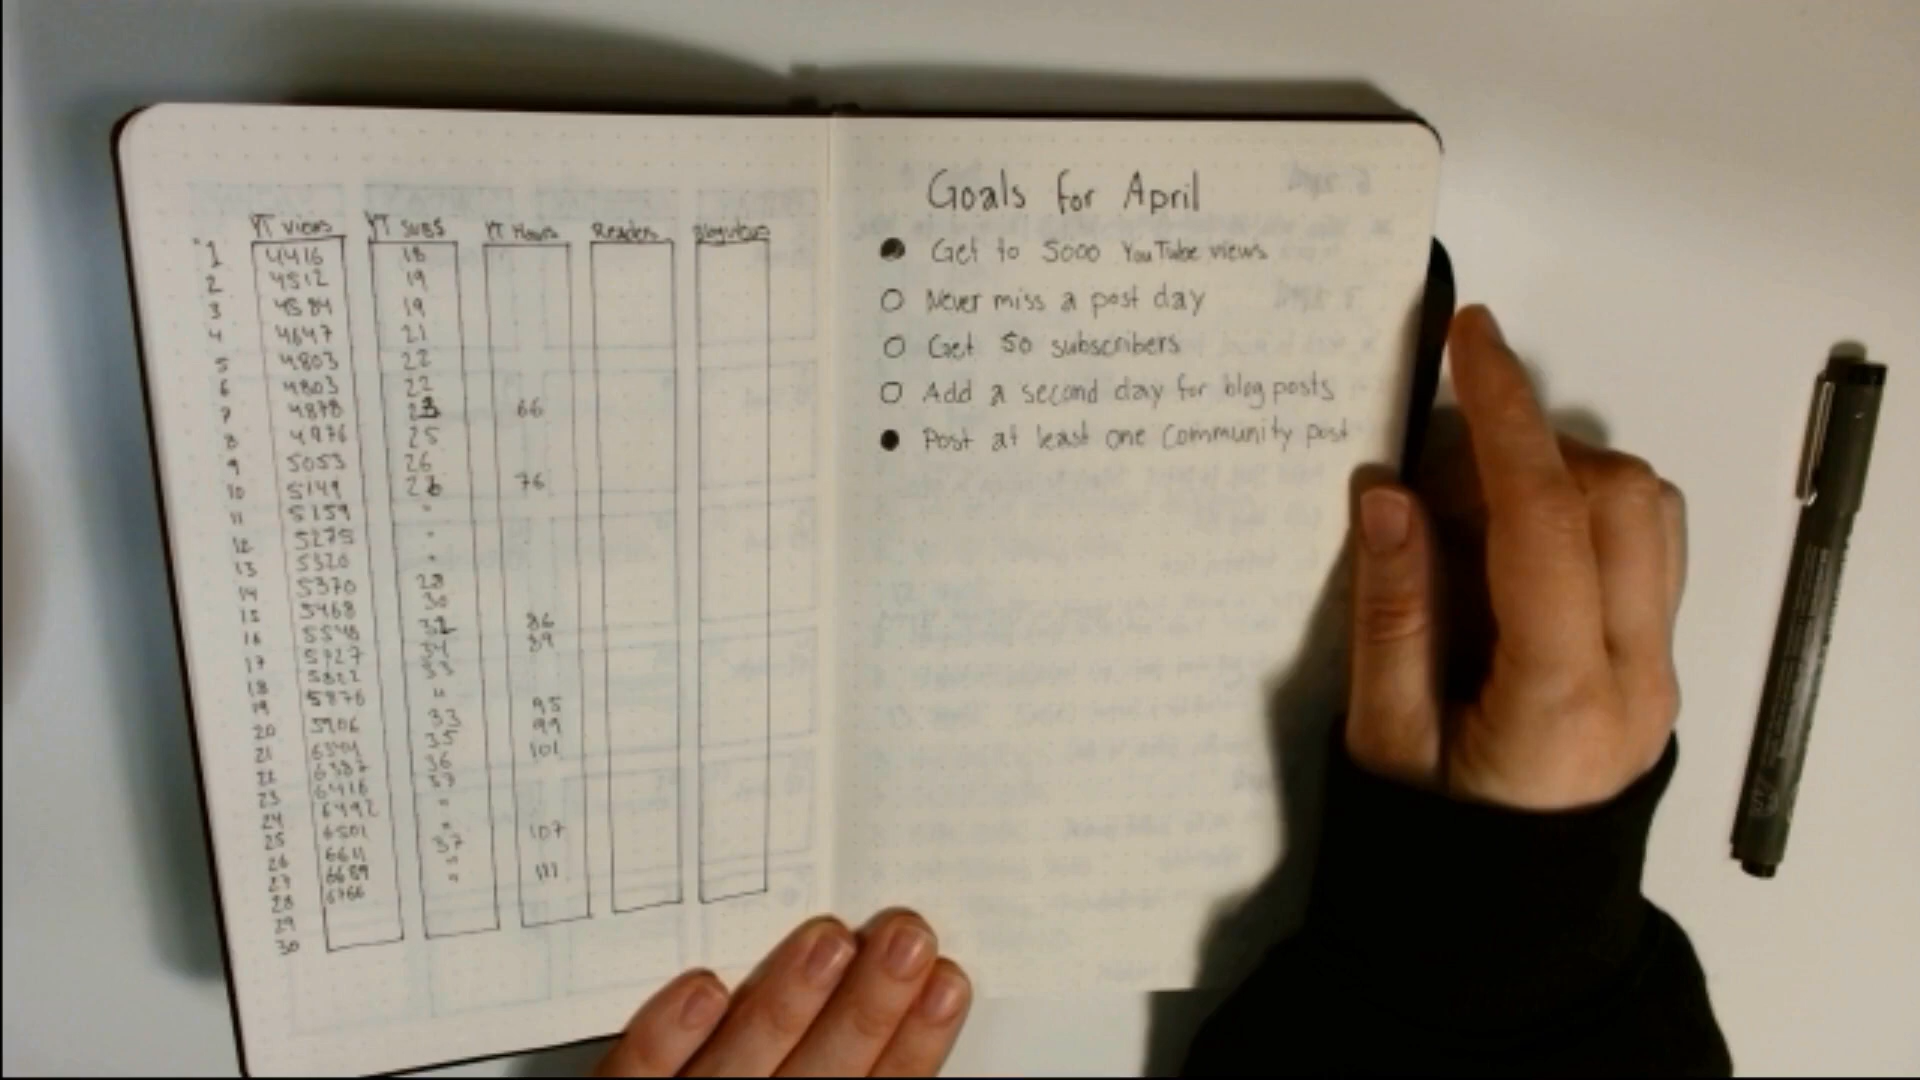 YT Views YT SUBS YT Hours Readers Blog views
1 4416 18
2 4512 19
3 4584 19
4 4647 21
5 4803 22
6 4803 22
7 4878 23 66
8 4976 25
9 5053 26
10 5149 76
11 5159 "
12 5275 "
13 5320 "
14 5370 28
15 5468 30
16 5548 32 86
17 5727 89
18 5822
19 5876 "
20 5906 33 95
21 35 99
22 6387 36 101
23 6416 37
24 6492 "
25 6501 "
26 6611 37 107
27 6689 "
28 6766 " 111
29
30
Goals for April
Get to 5000 YouTube views
Never miss a post day
Get 50 subscribers
Add a second day for blog posts
Post at least one Community post